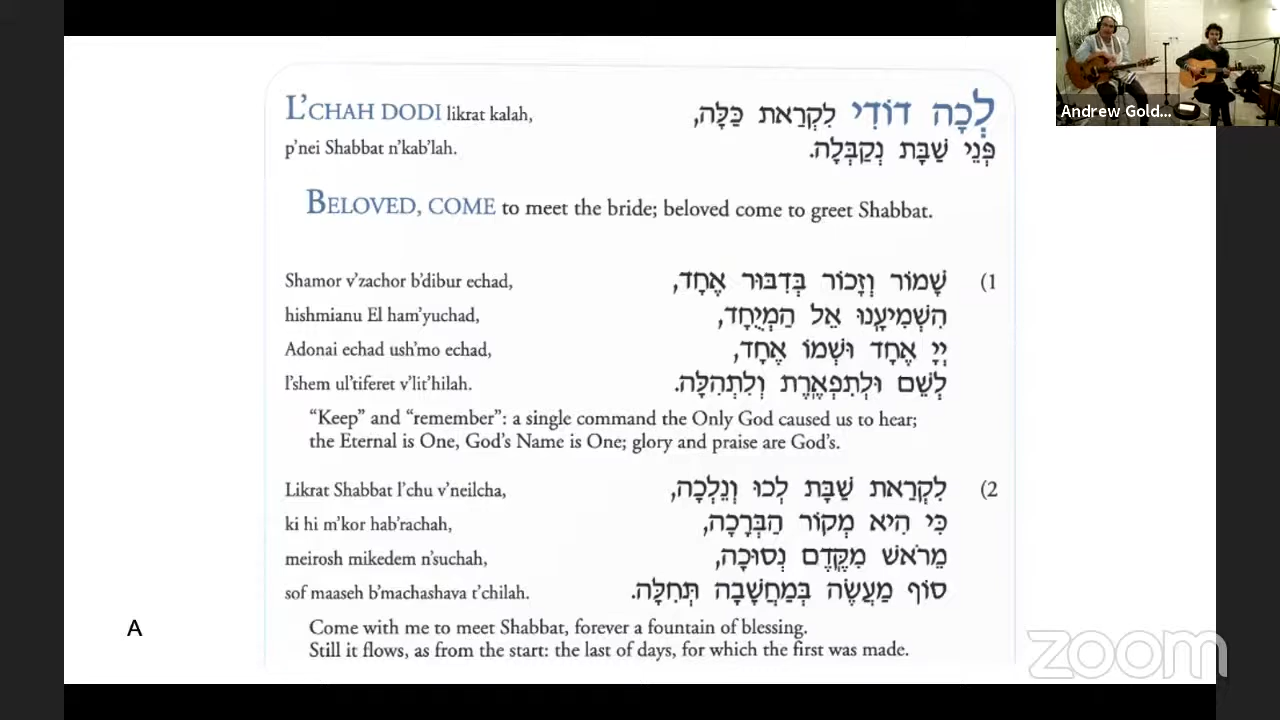 Andrew Gold...
L'CHAH DODI likrat kalah,
לְכָה דוֹדִי לִקְרַאת כַּלָּה,
p'nei Shabbat n'kab'lah.
פְּנֵי שַׁבָּת נְקַבְּלָה.
BELOVED, COME to meet the bride; beloved come to greet Shabbat.
Shamor v'zachor b'dibur echad,
שָׁמוֹר וְזָכוֹר בְּדִבּוּר אֶחָד, (1
hishmianu El ham'yuchad,
הִשְׁמִיעָֽנוּ אֵל הַמְיֻחָד,
Adonai echad ush'mo echad,
יְיָ אֶחָד וּשְׁמוֹ אֶחָד,
l'shem ul'tiferet v'lit'hilah.
לְשֵׁם וּלְתִפְאֶֽרֶת וְלִתְהִלָּה.
"Keep" and "remember": a single command the Only God caused us to hear;
the Eternal is One, God's Name is One; glory and praise are God's.
Likrat Shabbat l'chu v'neilcha,
לִקְרַאת שַׁבָּת לְכוּ וְנֵלְכָה, (2
ki hi m'kor hab'rachah,
כִּי הִיא מְקוֹר הַבְּרָכָה,
meirosh mikedem n'suchah,
מֵרֹאשׁ מִקֶּֽדֶם נְסוּכָה,
sof maaseh b'machashava t'chilah.
סוֹף מַעֲשֶׂה בְּמַחֲשָׁבָה תְּחִלָּה.
Come with me to meet Shabbat, forever a fountain of blessing.
Still it flows, as from the start: the last of days, for which the first was made.
A
zoom